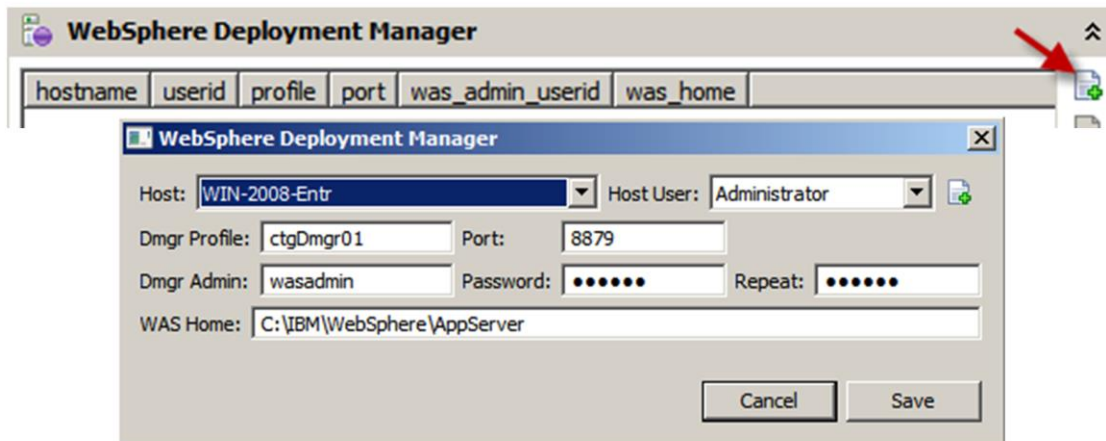 WebSphere Deployment Manager
hostname userid profile port was_admin_userid was_home
WebSphere Deployment Manager
Host: WIN-2008-Entr Host User: Administrator
Dmgr Profile: ctgDmgr01 Port: 8879
Dmgr Admin: wasadmin Password: ●●●●●● Repeat: ●●●●●●
WAS Home: C:\IBM\WebSphere\AppServer
Cancel Save